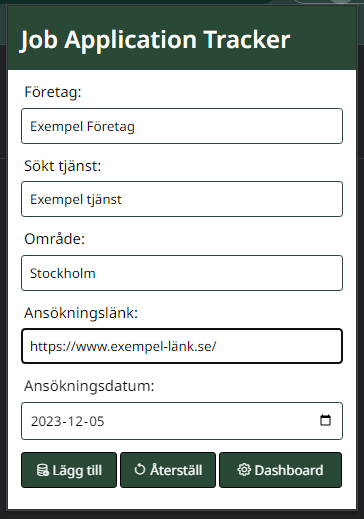 Job Application Tracker
Företag:
Exempel Företag
Sökt tjänst:
Exempel tjänst
Område:
Stockholm
Ansökningslänk:
https://www.exempel-länk.se/
Ansökningsdatum:
2023-12-05
Lägg till Återställ Dashboard